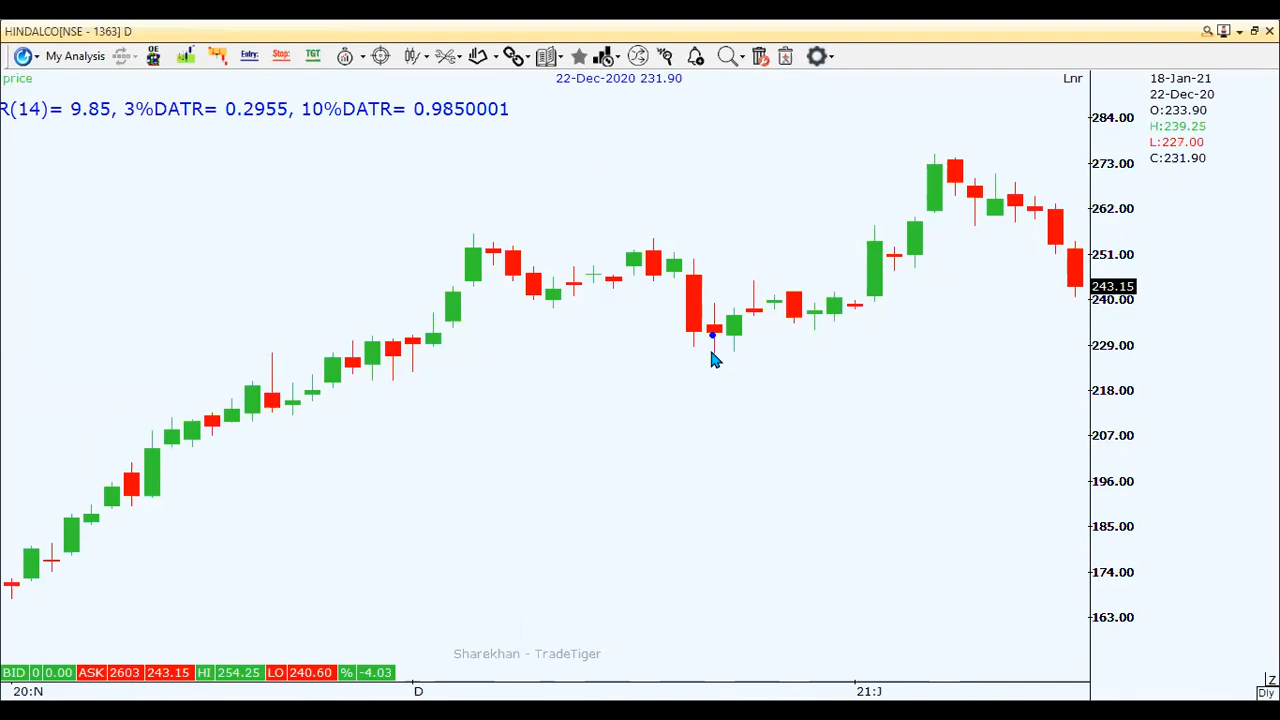 HINDALCO[NSE - 1363] D
My Analysis
OE
Entry:
Stop:
TGT
price
22-Dec-2020 231.90
Lnr
18-Jan-21
22-Dec-20
O:233.90
H:239.25
L:227.00
C:231.90
R(14)= 9.85, 3%DATR= 0.2955, 10%DATR= 0.9850001
284.00
273.00
262.00
251.00
243.15
240.00
229.00
218.00
207.00
196.00
185.00
174.00
163.00
Sharekhan - TradeTiger
BID 0 0.00 ASK 2603 243.15 HI 254.25 LO 240.60 % -4.03
Z
20:N D 21:J Dly